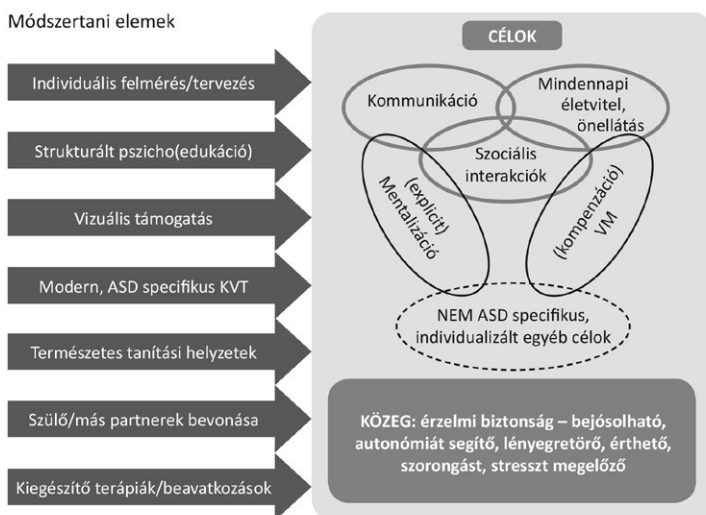 Módszertani elemek
Individuális felmérés/tervezés
Strukturált pszicho(edukáció)
Vizuális támogatás
Modern, ASD specifikus KVT
Természetes tanítási helyzetek
Szülő/más partnerek bevonása
Kiegészítő terápiák/beavatkozások
CÉLOK
Kommunikáció
Mindennapi
életvitel,
önellátás
Szociális
interakciók
(explicit)
Mentalizáció
(kompenzáció)
VM
NEM ASD specifikus,
individualizált egyéb célok
KÖZEG: érzelmi biztonság – bejósolható,
autonómiát segítő, lényegretörő, érthető,
szorongást, stresszt megelőző